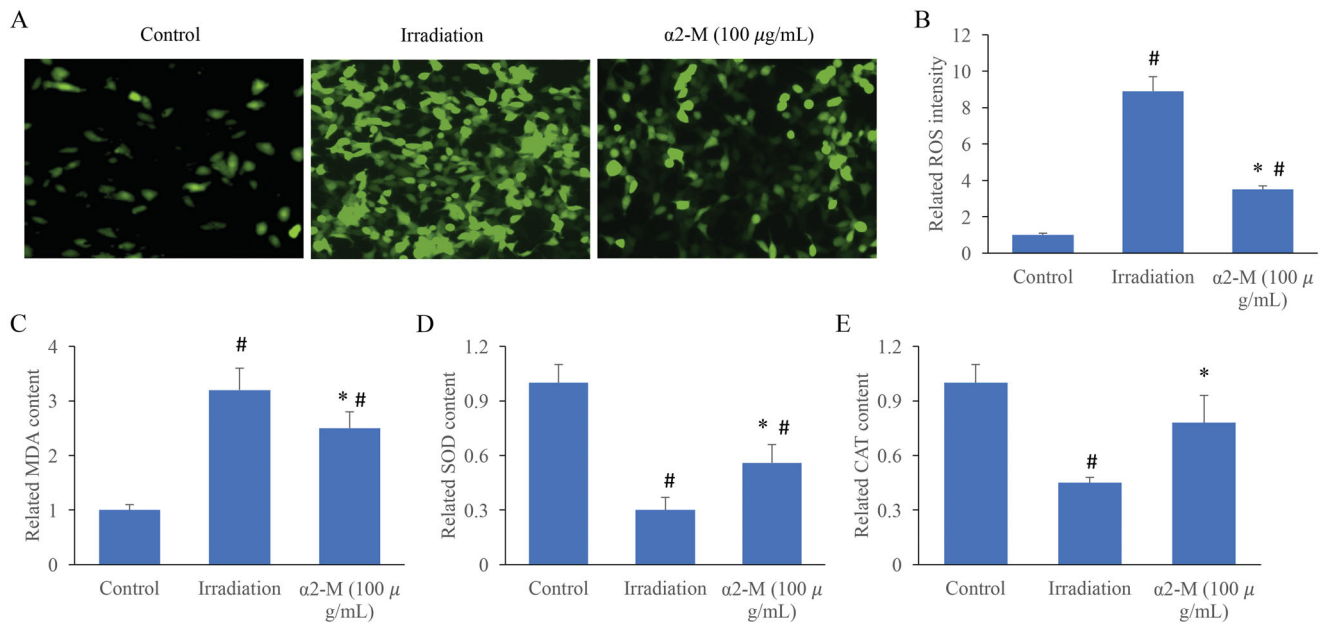 A
Control
Irradiation
α2-M (100 μg/mL)
B
Related ROS intensity
12
10
8
6
4
2
0
#
* #
Control
Irradiation
α2-M (100 μ
g/mL)
C
Related MDA content
4
3
2
1
0
#
* #
Control
Irradiation
α2-M (100 μ
g/mL)
D
Related SOD content
1.2
0.9
0.6
0.3
0
#
* #
Control
Irradiation
α2-M (100 μ
g/mL)
E
Related CAT content
1.2
0.9
0.6
0.3
0
#
*
Control
Irradiation
α2-M (100 μ
g/mL)